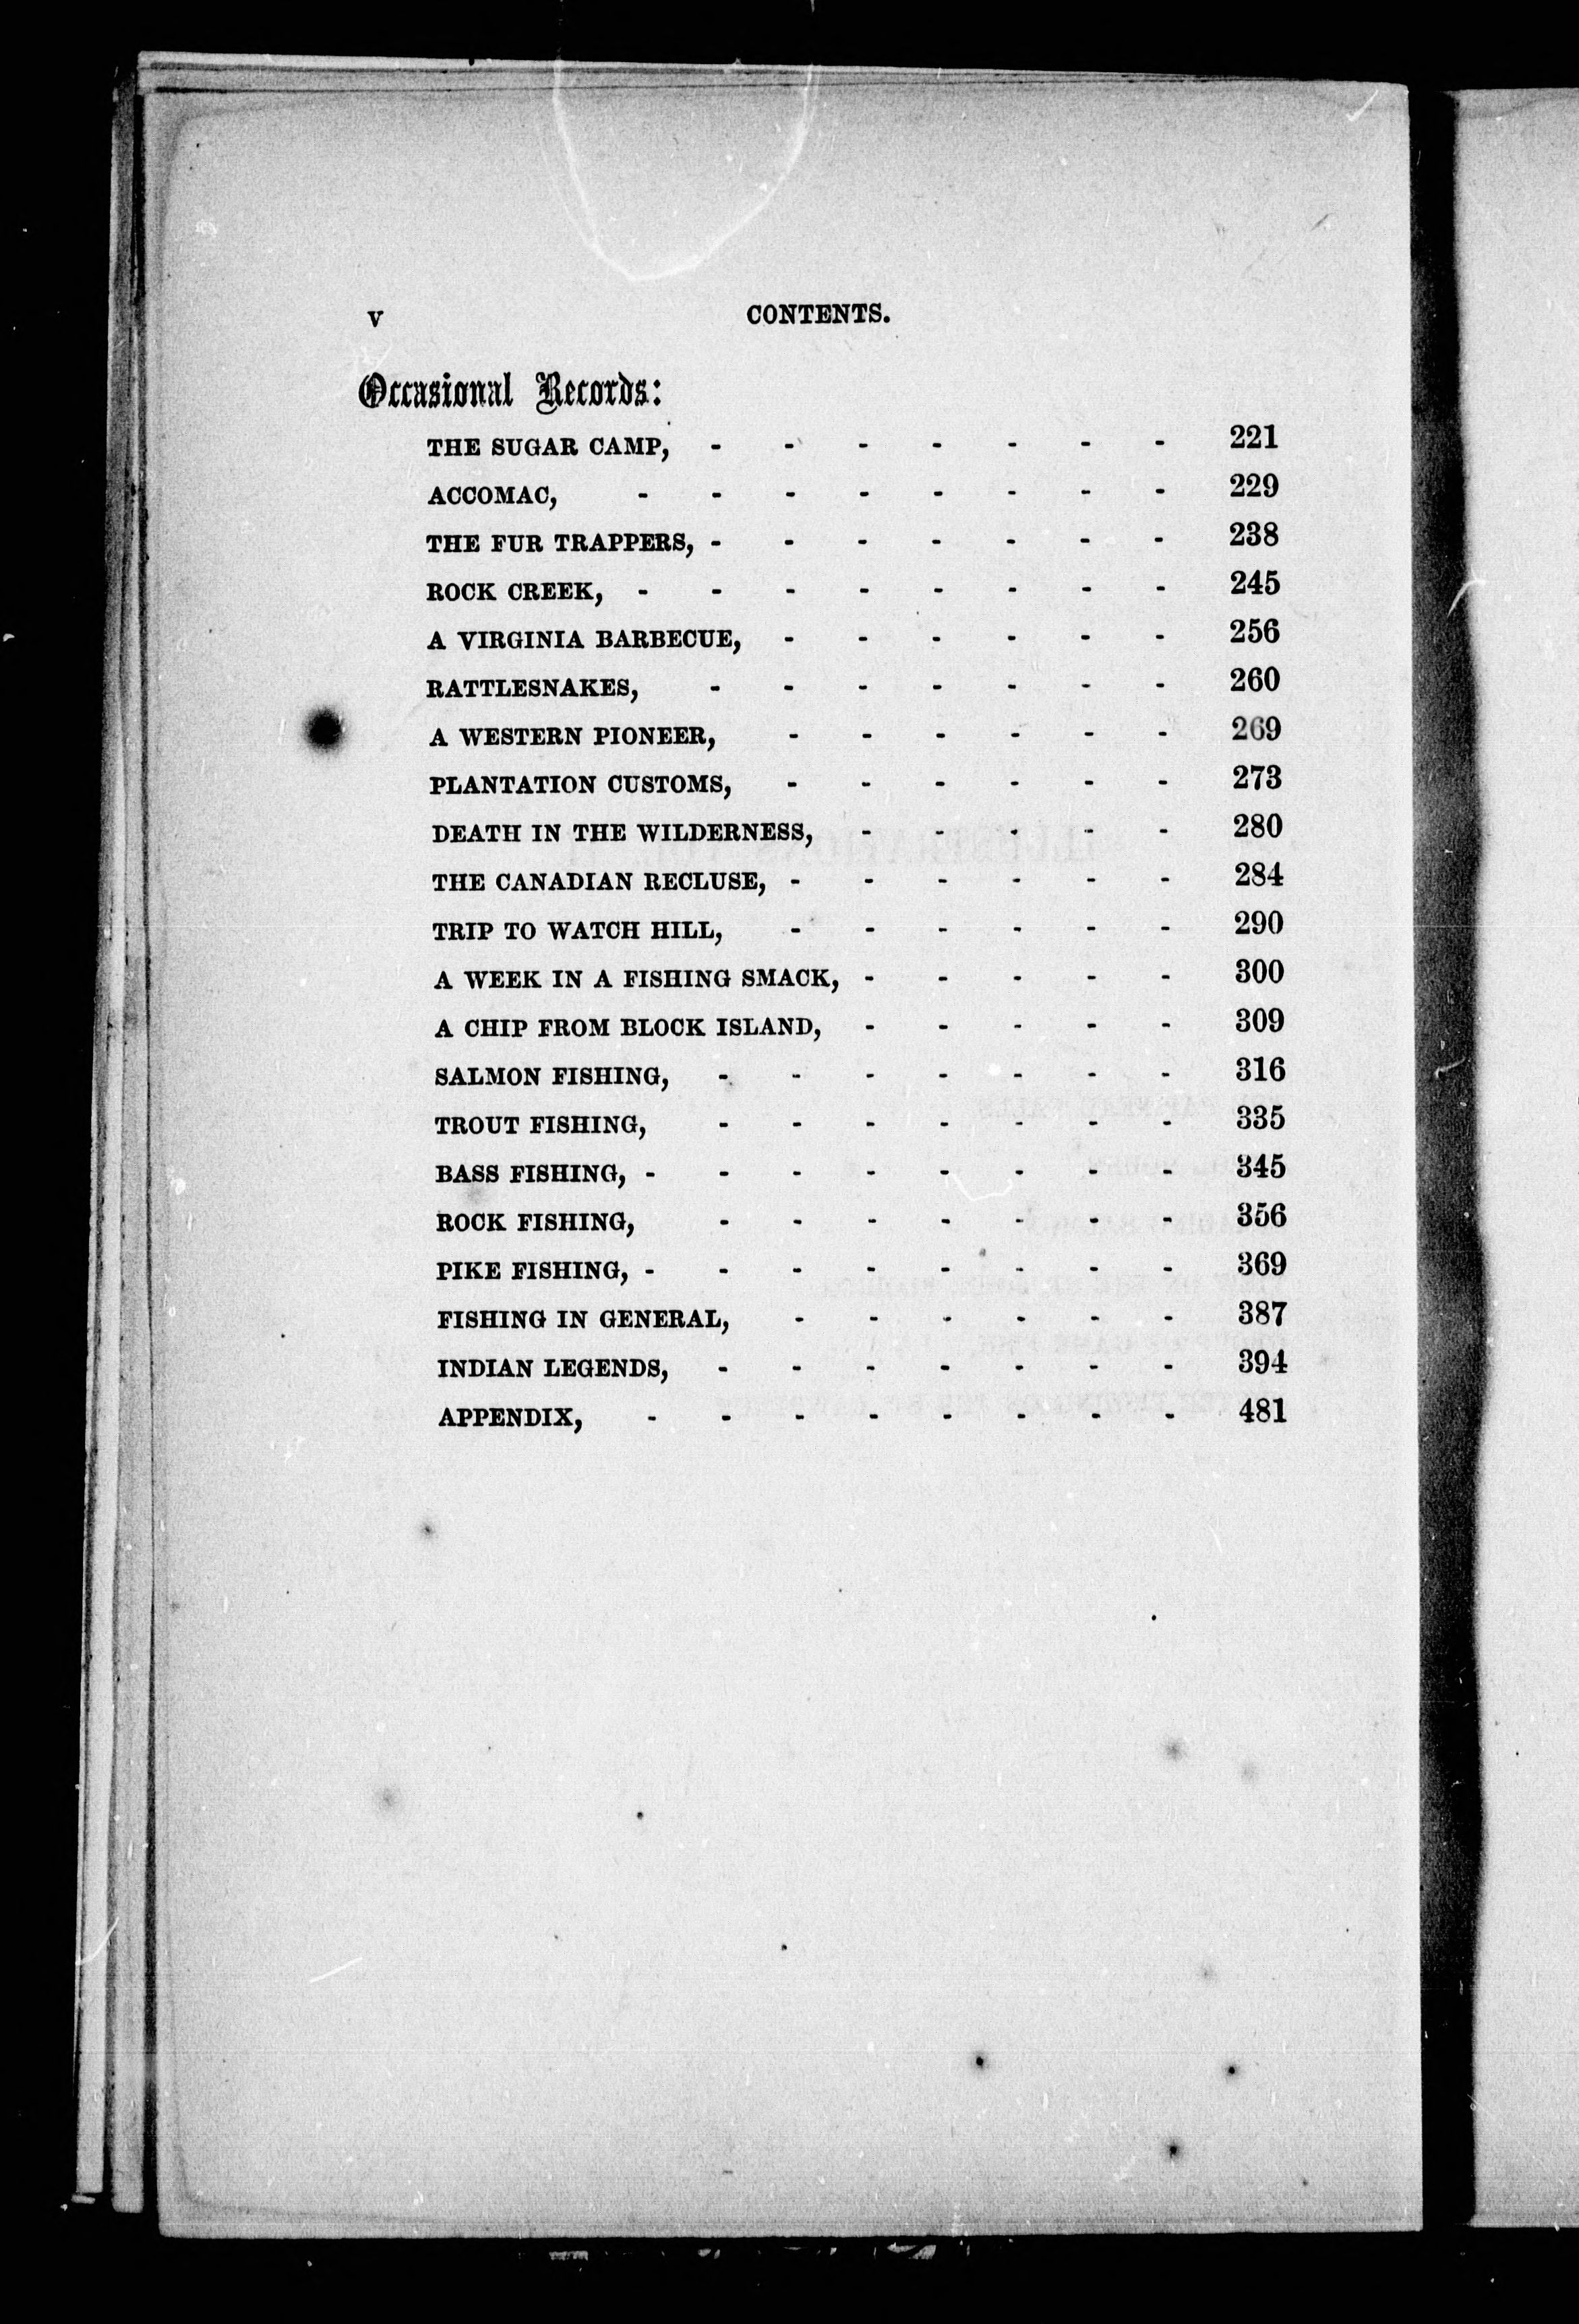 V CONTENTS.
Occasional Records:
THE SUGAR CAMP, - - - - - - - 221
ACCOMAC, - - - - - - - - 229
THE FUR TRAPPERS, - - - - - - - 238
ROCK CREEK, - - - - - - - - 245
A VIRGINIA BARBECUE, - - - - - - 256
RATTLESNAKES, - - - - - - - 260
A WESTERN PIONEER, - - - - - - 269
PLANTATION CUSTOMS, - - - - - - 273
DEATH IN THE WILDERNESS, - - - - - 280
THE CANADIAN RECLUSE, - - - - - - 284
TRIP TO WATCH HILL, - - - - - - 290
A WEEK IN A FISHING SMACK, - - - - - 300
A CHIP FROM BLOCK ISLAND, - - - - - 309
SALMON FISHING, - - - - - - - 316
TROUT FISHING, - - - - - - - 335
BASS FISHING, - - - - - - - - 345
ROCK FISHING, - - - - - - - 356
PIKE FISHING, - - - - - - - - 369
FISHING IN GENERAL, - - - - - - 387
INDIAN LEGENDS, - - - - - - - 394
APPENDIX, - - - - - - - - 481